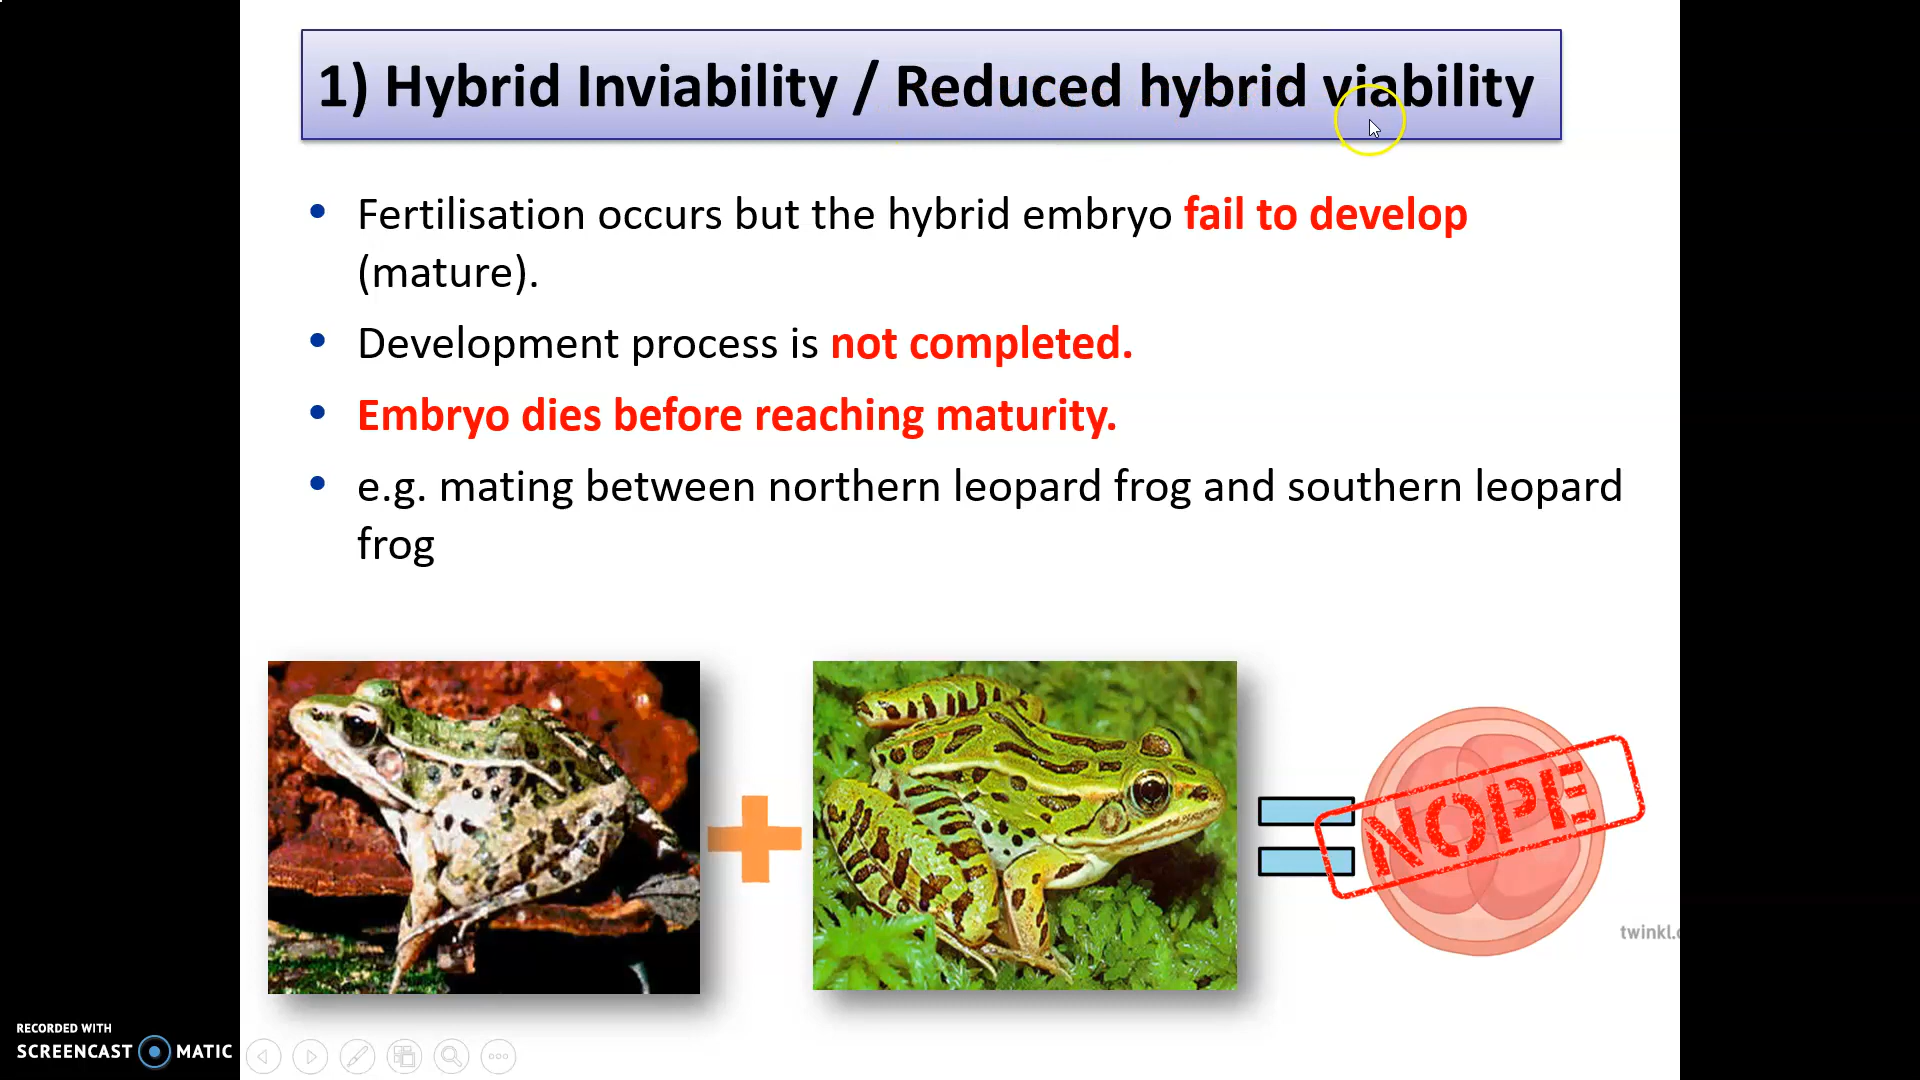 1) Hybrid Inviability / Reduced hybrid viability
• Fertilisation occurs but the hybrid embryo fail to develop
(mature).
• Development process is not completed.
• Embryo dies before reaching maturity.
• e.g. mating between northern leopard frog and southern leopard
frog
NOPE
twinkl.
RECORDED WITH
SCREENCAST MATIC